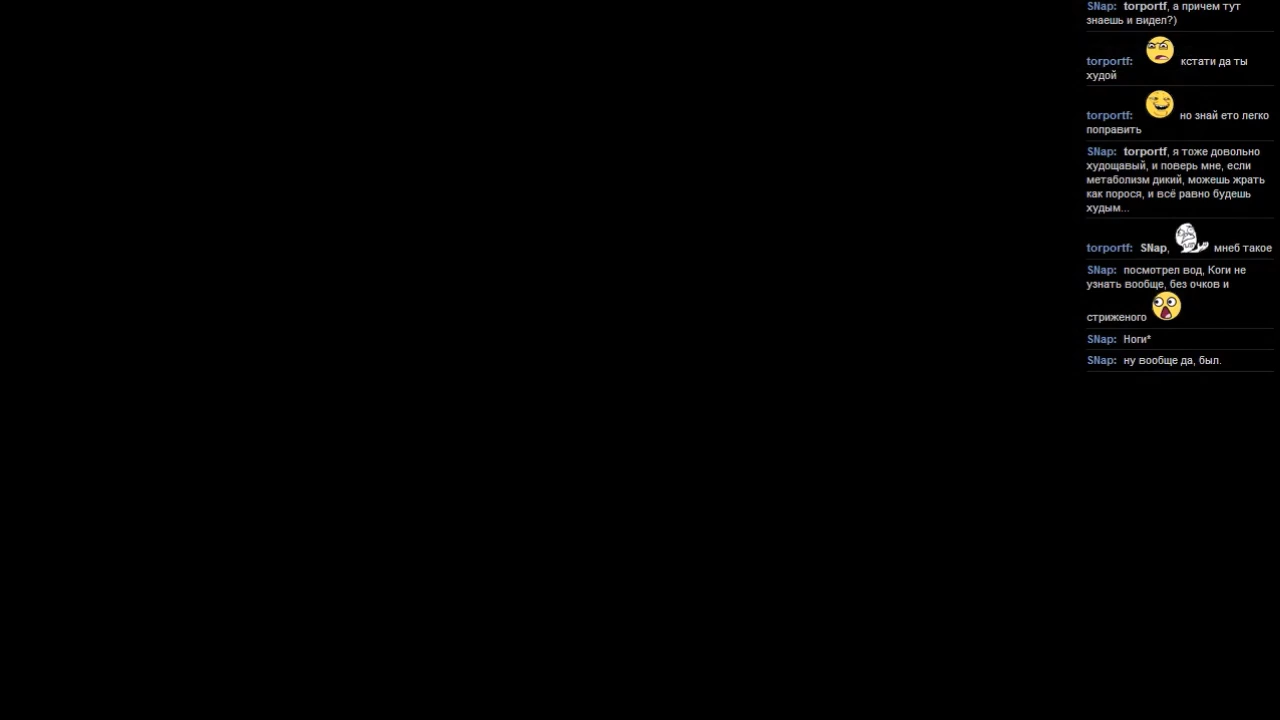 SNap: torportf, а причем тут
знаешь и видел?)
torportf: кстати да ты
худой
torportf: но знай ето легко
поправить
SNap: torportf, я тоже довольно
худощавый, и поверь мне, если
метаболизм дикий, можешь жрать
как порося, и всё равно будешь
худым...
torportf: SNap, мнеб такое
SNap: посмотрел вод, Коги не
узнать вообще, без очков и
стриженого
SNap: Ноги*
SNap: ну вообще да, был.